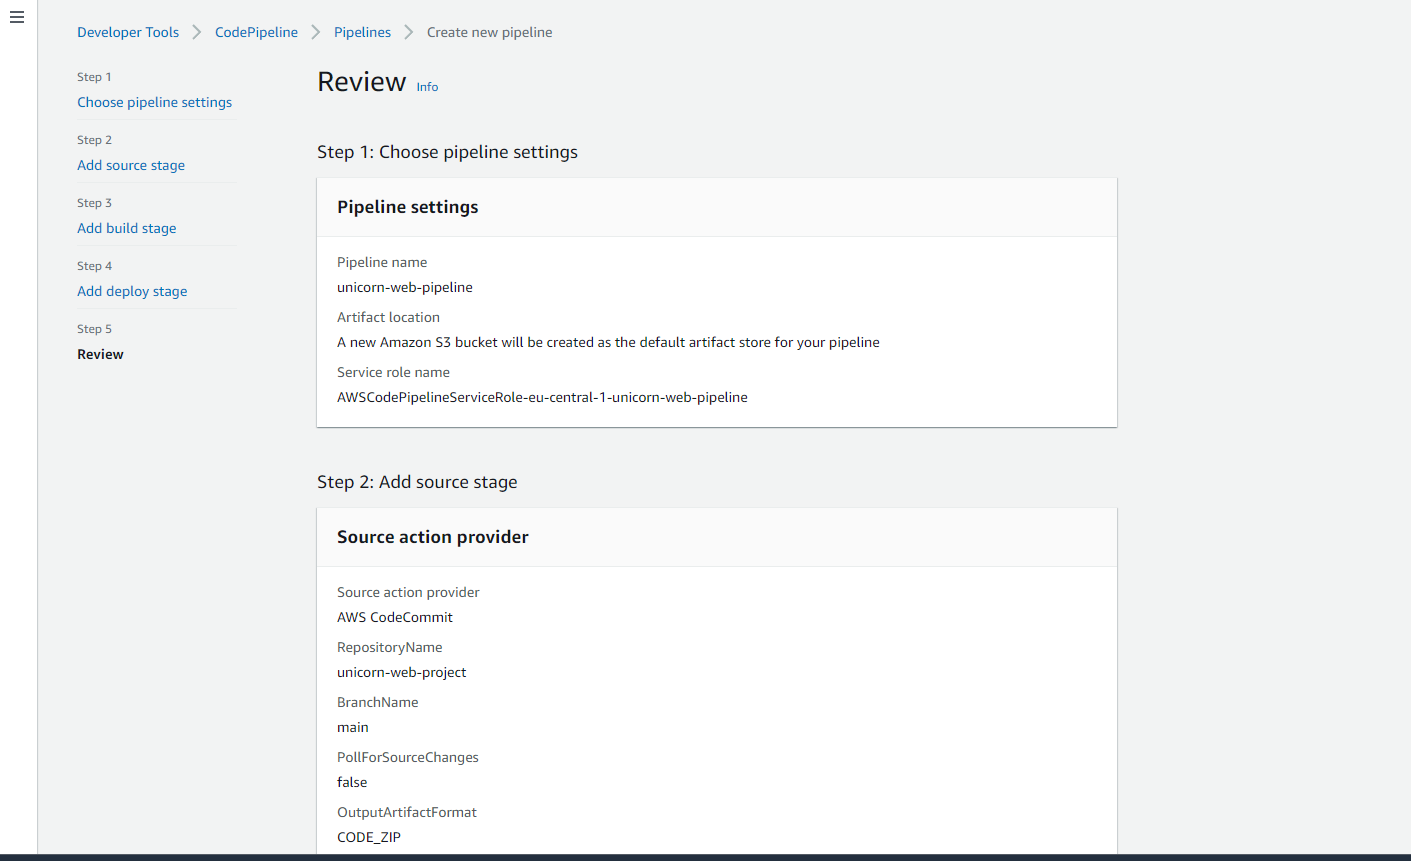 Developer Tools CodePipeline Pipelines Create new pipeline
Step 1
Choose pipeline settings
Step 2
Add source stage
Step 3
Add build stage
Step 4
Add deploy stage
Step 5
Review
Review Info
Step 1: Choose pipeline settings
Pipeline settings
Pipeline name
unicorn-web-pipeline
Artifact location
A new Amazon S3 bucket will be created as the default artifact store for your pipeline
Service role name
AWSCodePipelineServiceRole-eu-central-1-unicorn-web-pipeline
Step 2: Add source stage
Source action provider
Source action provider
AWS CodeCommit
RepositoryName
unicorn-web-project
BranchName
main
PollForSourceChanges
false
OutputArtifactFormat
CODE_ZIP